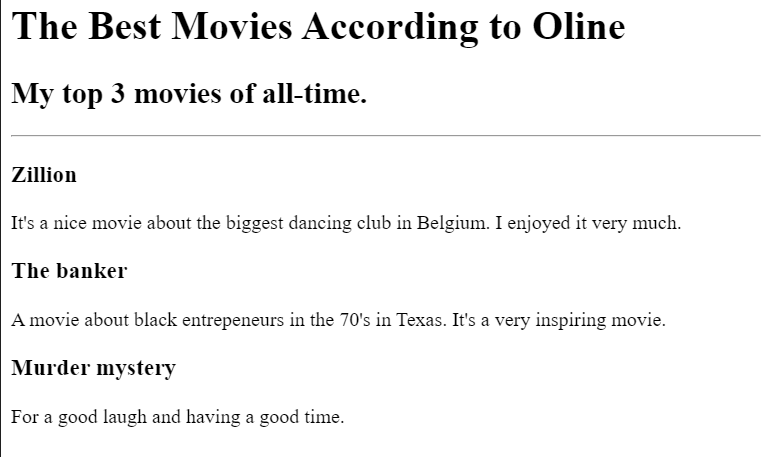 The Best Movies According to Oline
My top 3 movies of all-time.
Zillion
It's a nice movie about the biggest dancing club in Belgium. I enjoyed it very much.
The banker
A movie about black entrepeneurs in the 70's in Texas. It's a very inspiring movie.
Murder mystery
For a good laugh and having a good time.